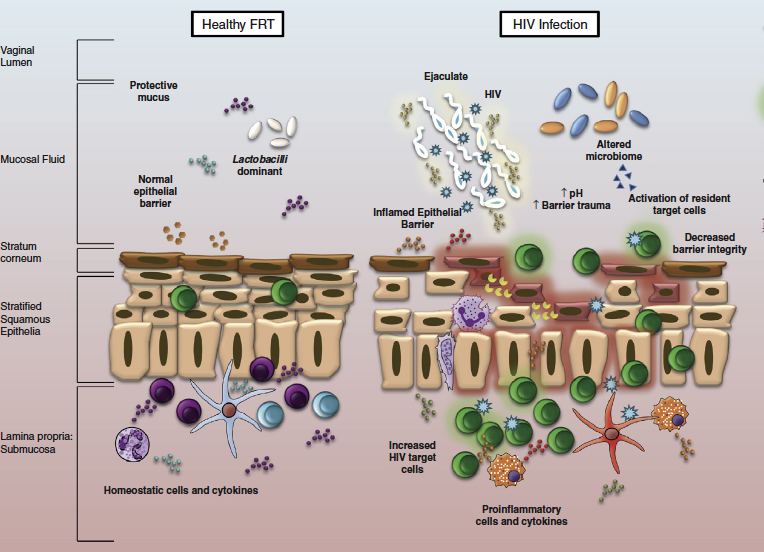 Healthy FRT
HIV Infection
Vaginal
Lumen
Mucosal Fluid
Stratum
corneum
Stratified
Squamous
Epithelia
Lamina propria:
Submucosa
Protective
mucus
Lactobacilli
dominant
Normal
epithelial
barrier
Homeostatic cells and cytokines
Ejaculate
HIV
Altered
microbiome
↑pH
↑Barrier trauma
Activation of resident
target cells
Inflamed Epithelial
Barrier
Decreased
barrier integrity
Increased
HIV target
cells
Proinflammatory
cells and cytokines